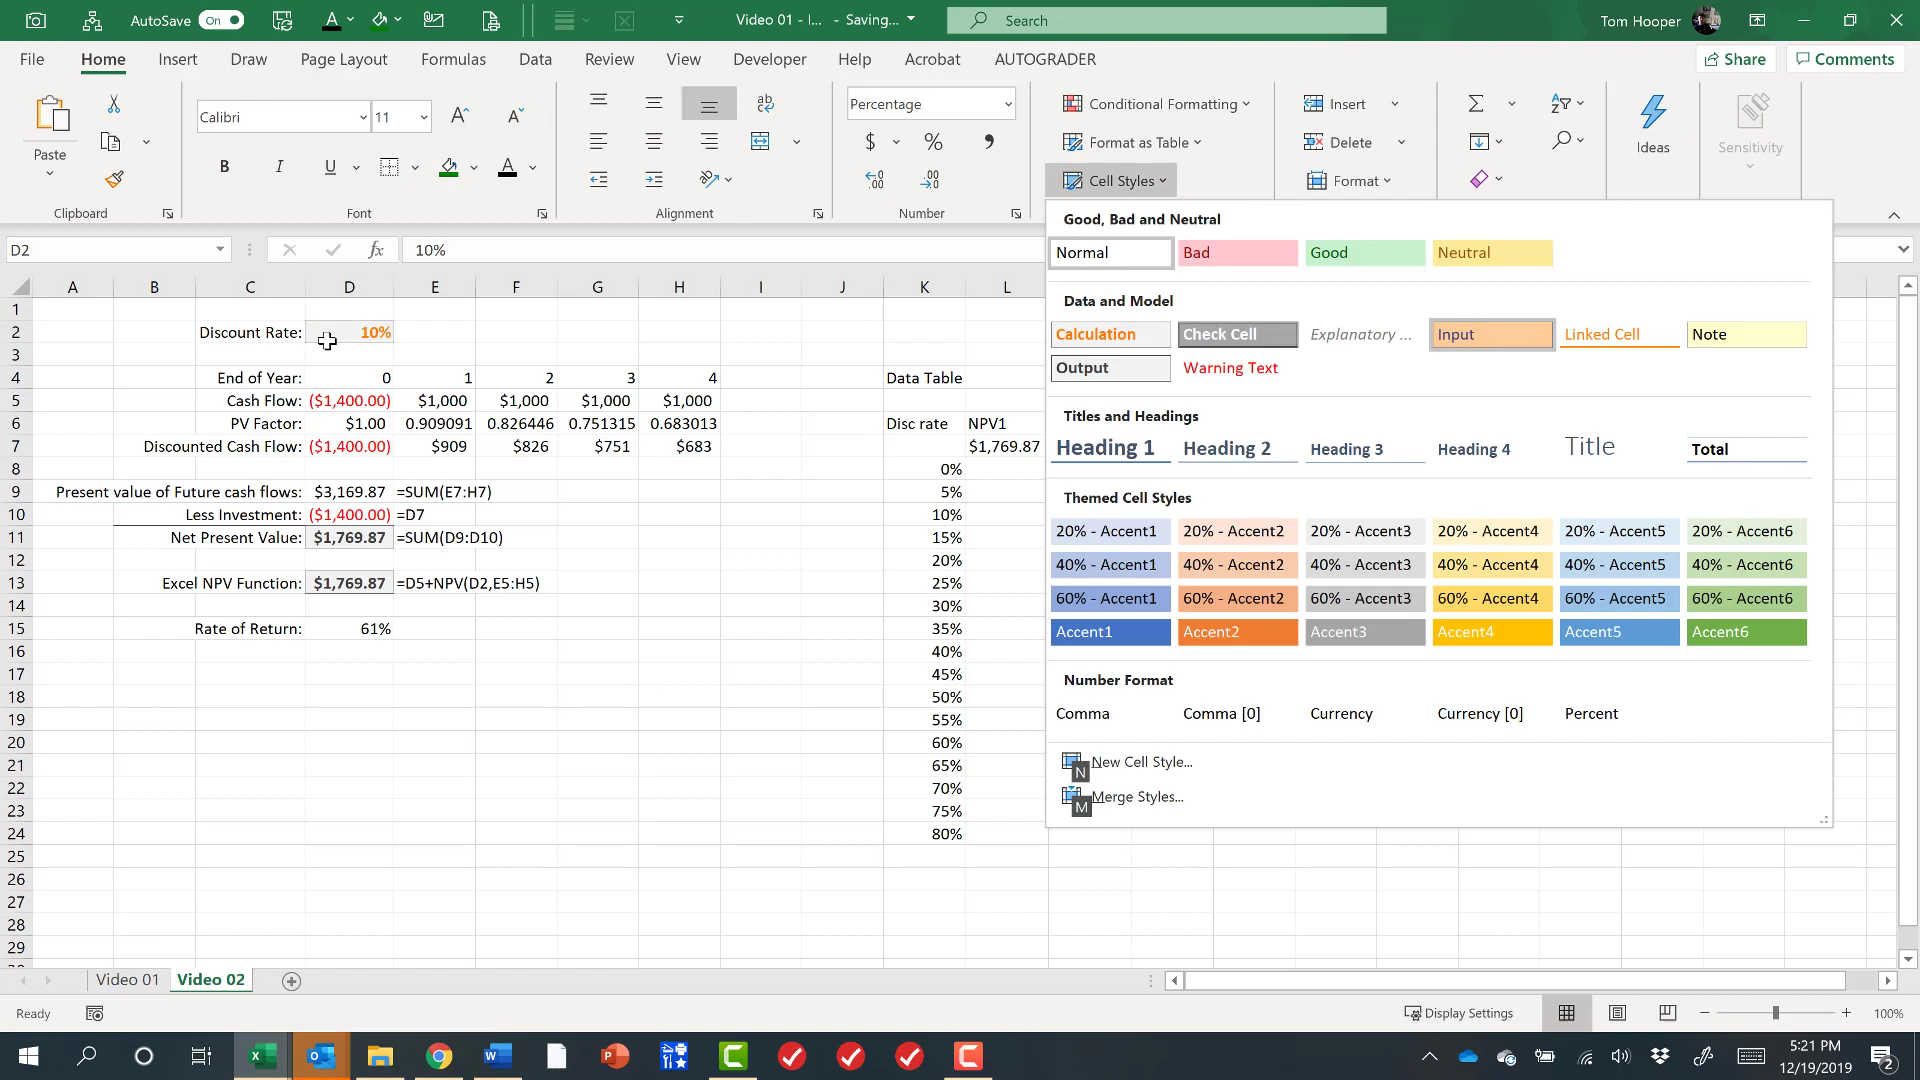 AutoSave On
Video 01 - I... - Saving...
Search
Tom Hooper
File Home Insert Draw Page Layout Formulas Data Review View Developer Help Acrobat AUTOGRADER
Share Comments
Paste
Calibri 11
B I U A
Percentage
$ % ,
Conditional Formatting
Format as Table
Cell Styles
Insert
Delete
Format
Ideas
Sensitivity
Clipboard Font Alignment Number
D2 fx 10%
A B C D E F G H I J K L
1
2 Discount Rate: 10%
3
4 End of Year: 0 1 2 3 4 Data Table
5 Cash Flow: ($1,400.00) $1,000 $1,000 $1,000 $1,000
6 PV Factor: $1.00 0.909091 0.826446 0.751315 0.683013 Disc rate NPV1
7 Discounted Cash Flow: ($1,400.00) $909 $826 $751 $683 $1,769.87
8 0%
9 Present value of Future cash flows: $3,169.87 =SUM(E7:H7) 5%
10 Less Investment: ($1,400.00) =D7 10%
11 Net Present Value: $1,769.87 =SUM(D9:D10) 15%
12 20%
13 Excel NPV Function: $1,769.87 =D5+NPV(D2,E5:H5) 25%
14 30%
15 Rate of Return: 61% 35%
16 40%
17 45%
18 50%
19 55%
20 60%
21 65%
22 70%
23 75%
24 80%
25
26
27
28
29
Good, Bad and Neutral
Normal Bad Good Neutral
Data and Model
Calculation Check Cell Explanatory ... Input Linked Cell Note
Output Warning Text
Titles and Headings
Heading 1 Heading 2 Heading 3 Heading 4 Title Total
Themed Cell Styles
20% - Accent1 20% - Accent2 20% - Accent3 20% - Accent4 20% - Accent5 20% - Accent6
40% - Accent1 40% - Accent2 40% - Accent3 40% - Accent4 40% - Accent5 40% - Accent6
60% - Accent1 60% - Accent2 60% - Accent3 60% - Accent4 60% - Accent5 60% - Accent6
Accent1 Accent2 Accent3 Accent4 Accent5 Accent6
Number Format
Comma Comma [0] Currency Currency [0] Percent
N New Cell Style...
M Merge Styles...
Video 01 Video 02
Ready
Display Settings
100%
5:21 PM
12/19/2019
2